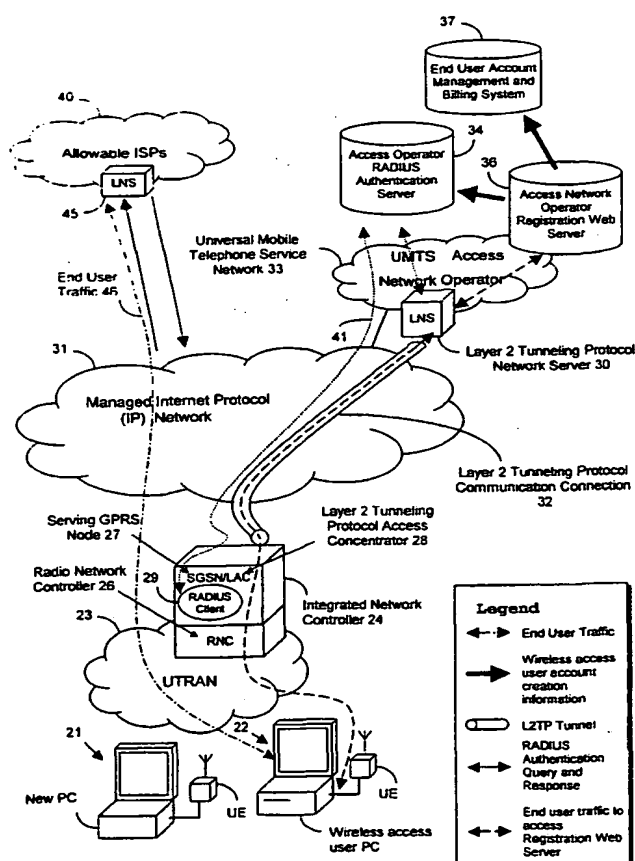 37
End User Account
Management and
Billing System
40
Allowable ISPs
LNS
45
34
Access Operator
RADIUS
Authentication
Server
36
Access Network
Operator
Registration Web
Server
Universal Mobile
Telephone Service
Network 33
UMTS Access
Network Operator
End User
Traffic 46
LNS
41
Layer 2 Tunneling Protocol
Network Server 30
31
Managed Internet Protocol
(IP) Network
Layer 2 Tunneling Protocol
Communication Connection
32
Serving GPRS
Node 27
Layer 2 Tunneling
Protocol Access
Concentrator 28
Radio Network
Controller 26
29
SGSN/LAC
RADIUS
Client
RNC
Integrated Network
Controller 24
23
UTRAN
21
22
New PC
UE
UE
Wireless access
user PC
Legend
End User Traffic
Wireless access
user account
creation
information
L2TP Tunnel
RADIUS
Authentication
Query and
Response
End user traffic to
access
Registration Web
Server